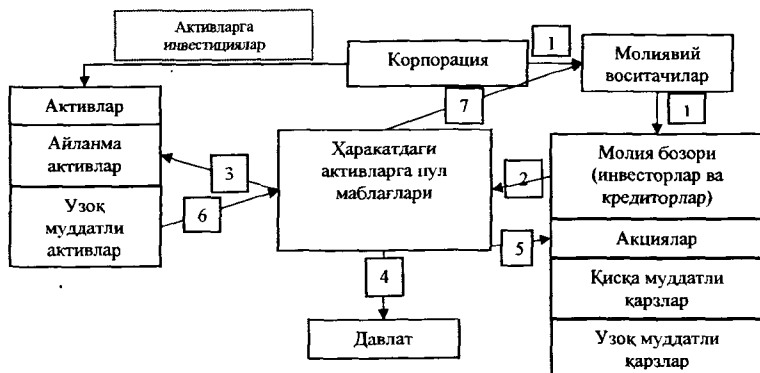 Активларга
инвестициялар
Корпорация
1
Молиявий
воситачилар
7
1
Активлар
Айланма
активлар
Узоқ
муддатли
активлар
3
6
Ҳаракатдаги
активларга пул
маблағлари
2
5
Молия бозори
(инвесторлар ва
кредиторлар)
Акциялар
Қисқа муддатли
қарзлар
Узоқ муддатли
қарзлар
4
Давлат